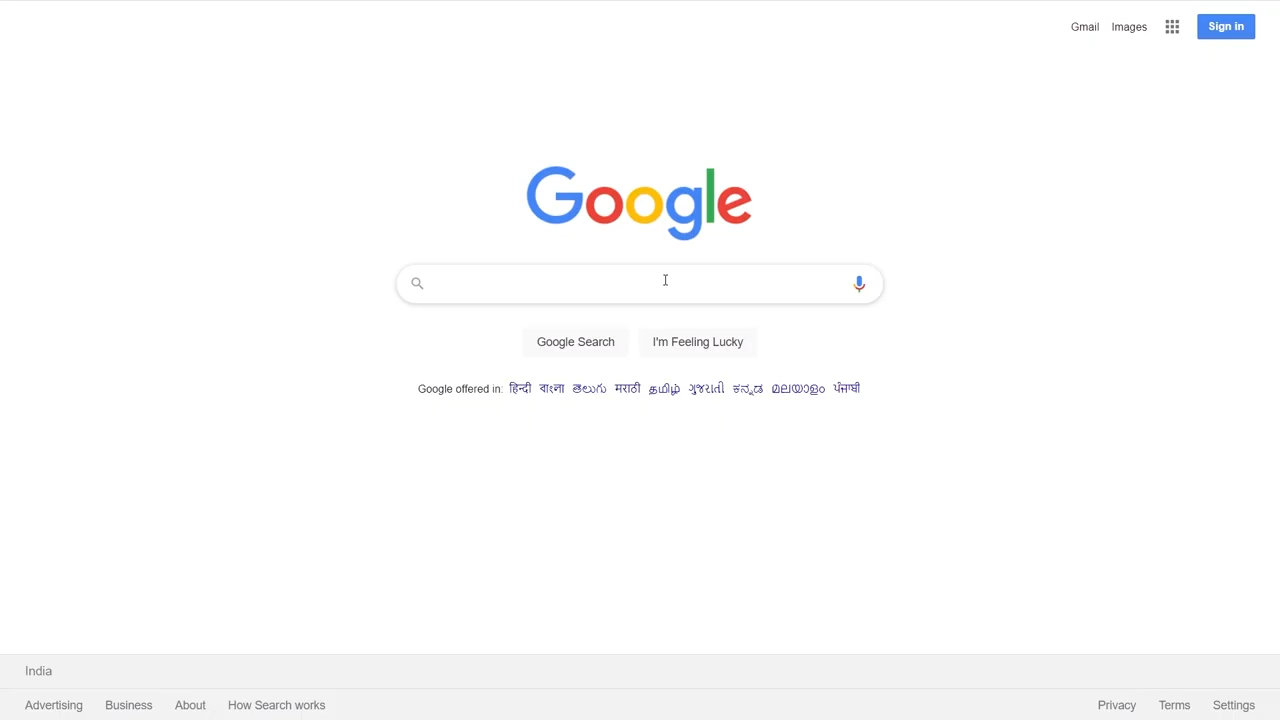 Gmail Images Sign in
Google
Google Search I'm Feeling Lucky
Google offered in: हिन्दी বাংলা తెలుగు मराठी தமிழ் ગુજરાતી ಕನ್ನಡ മലയാളം ਪੰਜਾਬੀ
India
Advertising Business About How Search works Privacy Terms Settings